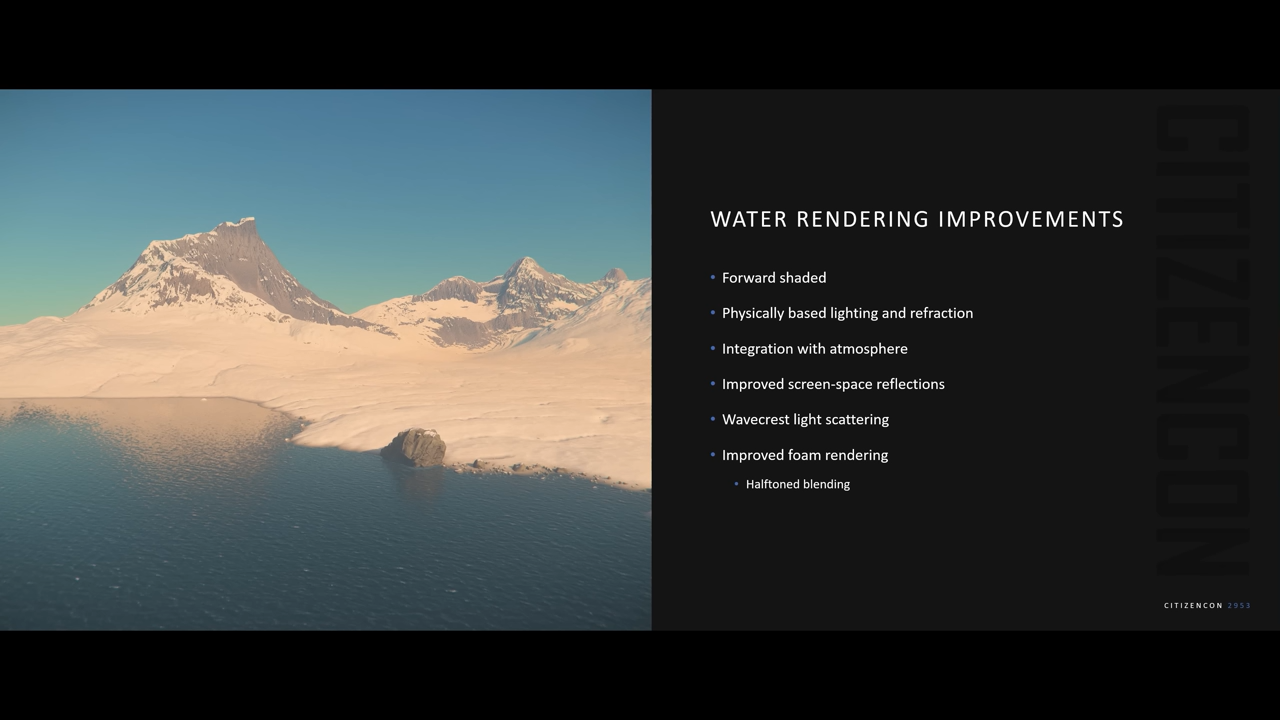 WATER RENDERING IMPROVEMENTS
• Forward shaded
• Physically based lighting and refraction
• Integration with atmosphere
• Improved screen-space reflections
• Wavecrest light scattering
• Improved foam rendering
• Halftoned blending
CITIZENCON
CITIZENCON 2953